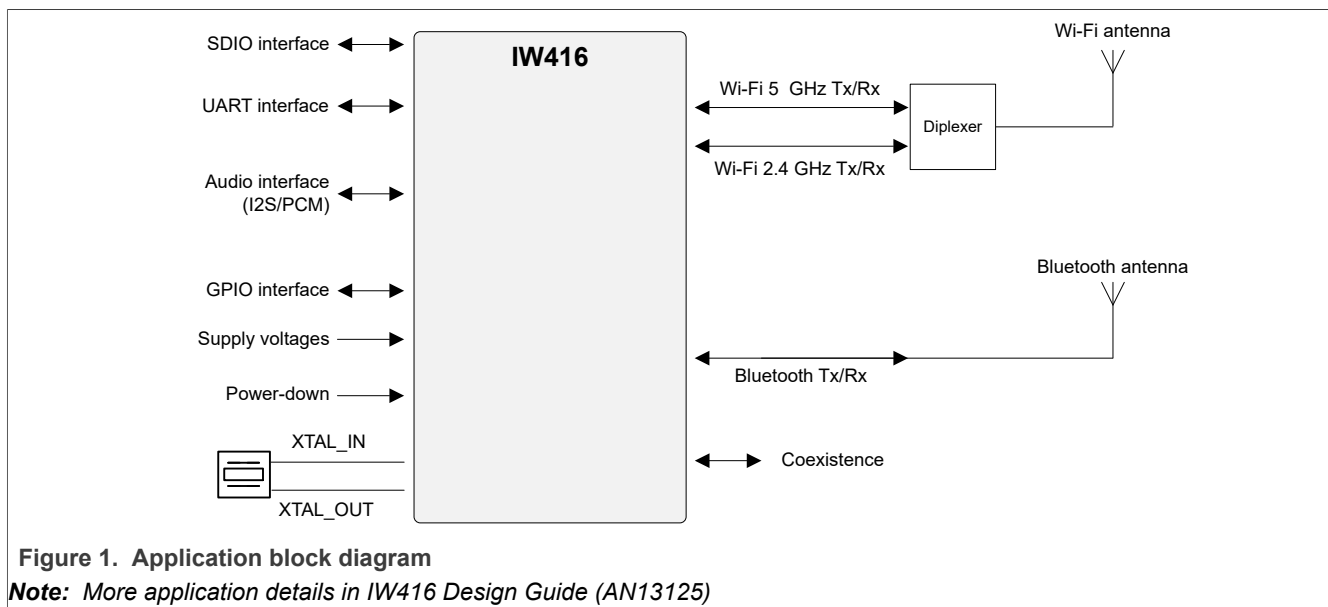 SDIO interface
IW416
Wi-Fi antenna
Wi-Fi 5 GHz Tx/Rx
UART interface
Diplexer
Wi-Fi 2.4 GHz Tx/Rx
Audio interface
(I2S/PCM)
Bluetooth antenna
GPIO interface
Supply voltages
Bluetooth Tx/Rx
Power-down
XTAL_IN
Coexistence
XTAL_OUT
Figure 1. Application block diagram
Note: More application details in IW416 Design Guide (AN13125)